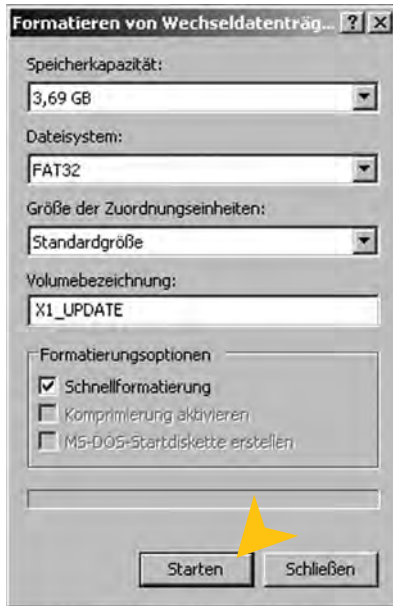 Formatieren von Wechseldatenträg...
Speicherkapazität:
3,69 GB
Dateisystem:
FAT32
Größe der Zuordnungseinheiten:
Standardgröße
Volumebezeichnung:
X1_UPDATE
Formatierungsoptionen
Schnellformatierung
Komprimierung aktivieren
MS-DOS-Startdiskette erstellen
Starten
Schließen